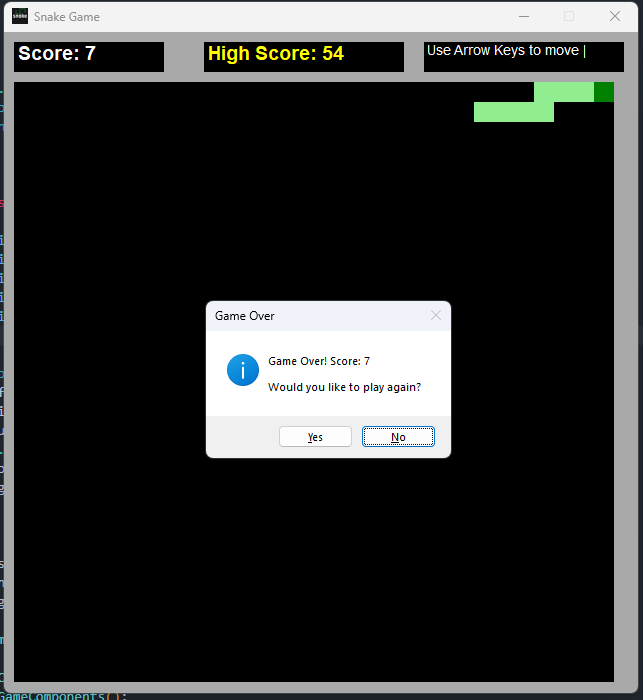 snake
Snake Game
Score: 7
High Score: 54
Use Arrow Keys to move |
Game Over
Game Over! Score: 7
Would you like to play again?
Yes
No
GameComponents();